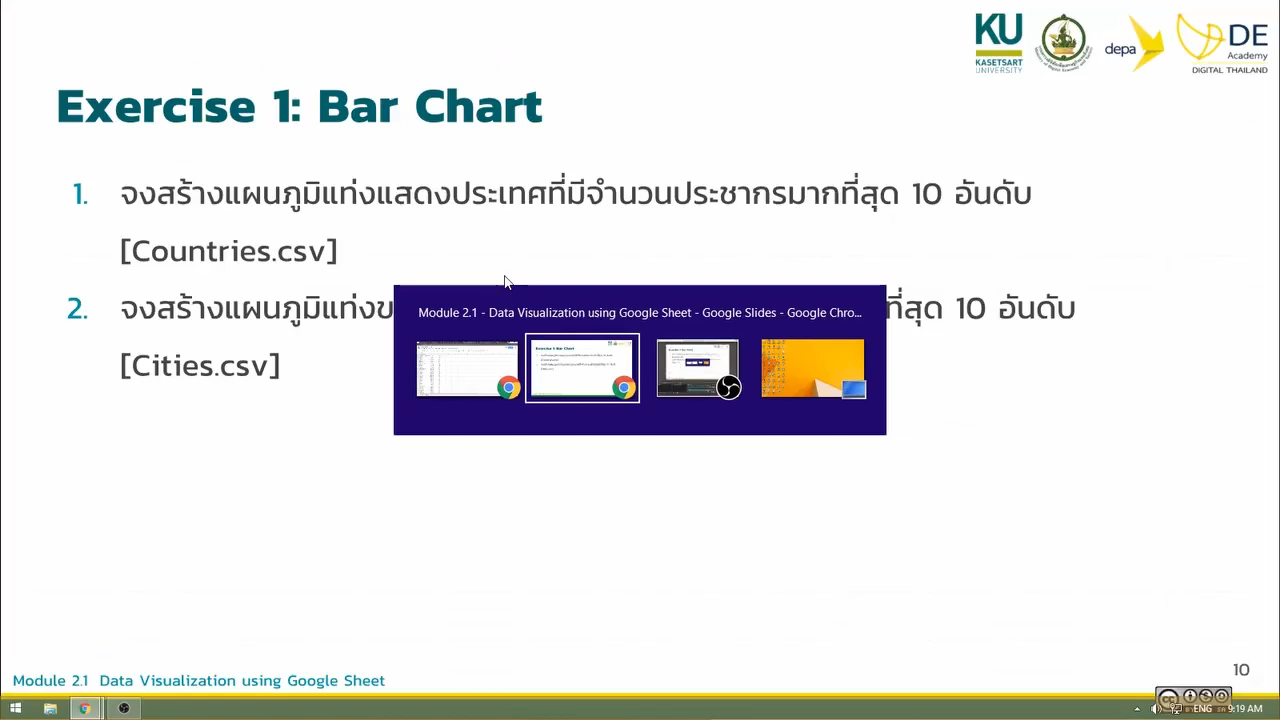 KU
KASETSART
UNIVERSITY
depa
DE
Academy
DIGITAL THAILAND
Exercise 1: Bar Chart
1. จงสร้างแผนภูมิแท่งแสดงประเทศที่มีจำนวนประชากรมากที่สุด 10 อันดับ
[Countries.csv]
2. จงสร้างแผนภูมิแท่งข ที่สุด 10 อันดับ
[Cities.csv]
Module 2.1 - Data Visualization using Google Sheet - Google Slides - Google Chro...
Module 2.1 Data Visualization using Google Sheet
10
ENG 9:19 AM